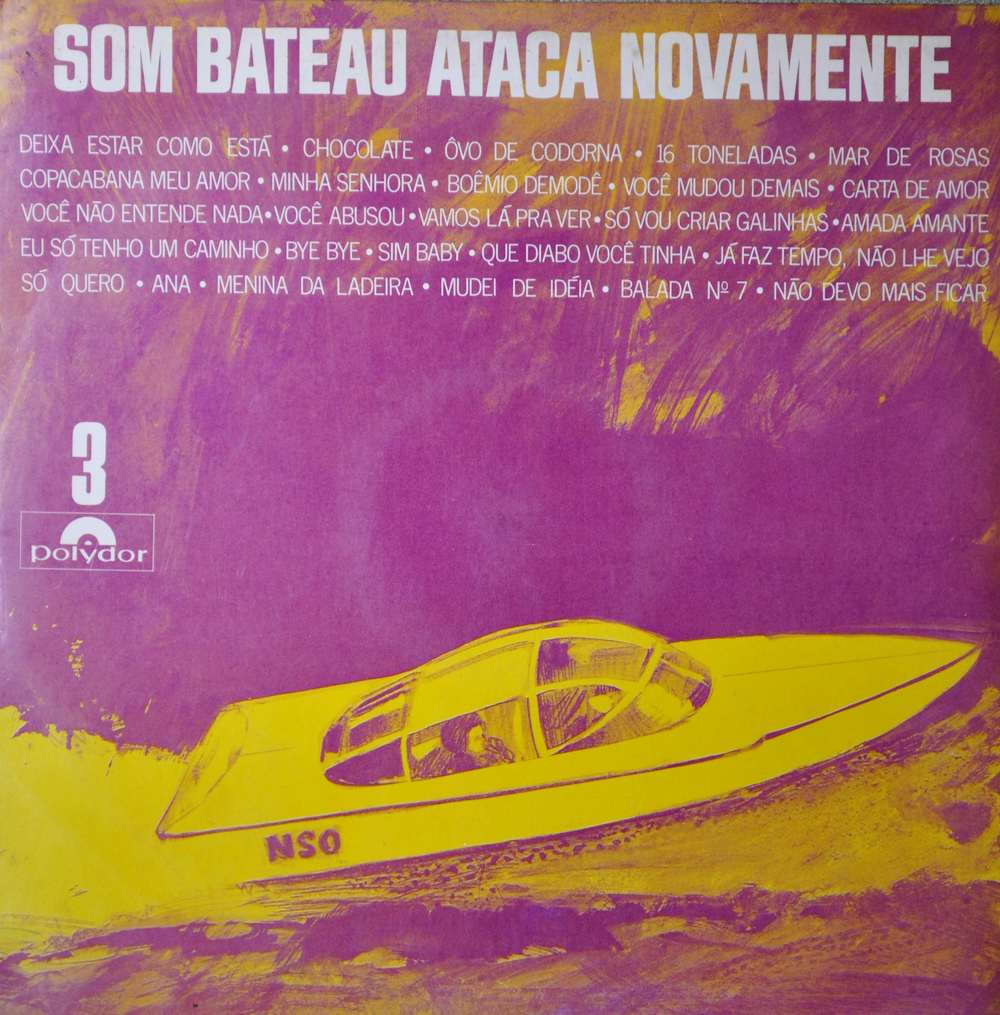 SOM BATEAU ATACA NOVAMENTE
DEIXA ESTAR COMO ESTÁ • CHOCOLATE • ÔVO DE CODORNA • 16 TONELADAS • MAR DE ROSAS
COPACABANA MEU AMOR • MINHA SENHORA • BOÊMIO DEMODÊ • VOCÊ MUDOU DEMAIS • CARTA DE AMOR
VOCÊ NÃO ENTENDE NADA • VOCÊ ABUSOU • VAMOS LÁ PRA VER • SÓ VOU CRIAR GALINHAS • AMADA AMANTE
EU SÓ TENHO UM CAMINHO • BYE BYE • SIM BABY • QUE DIABO VOCÊ TINHA • JÁ FAZ TEMPO, NÃO LHE VEJO
SÓ QUERO • ANA • MENINA DA LADEIRA • MUDEI DE IDÉIA • BALADA Nº 7 • NÃO DEVO MAIS FICAR
3
polydor
NSO